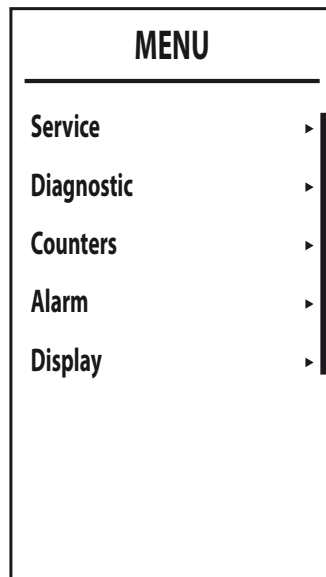 MENU
Service
Diagnostic
Counters
Alarm
Display